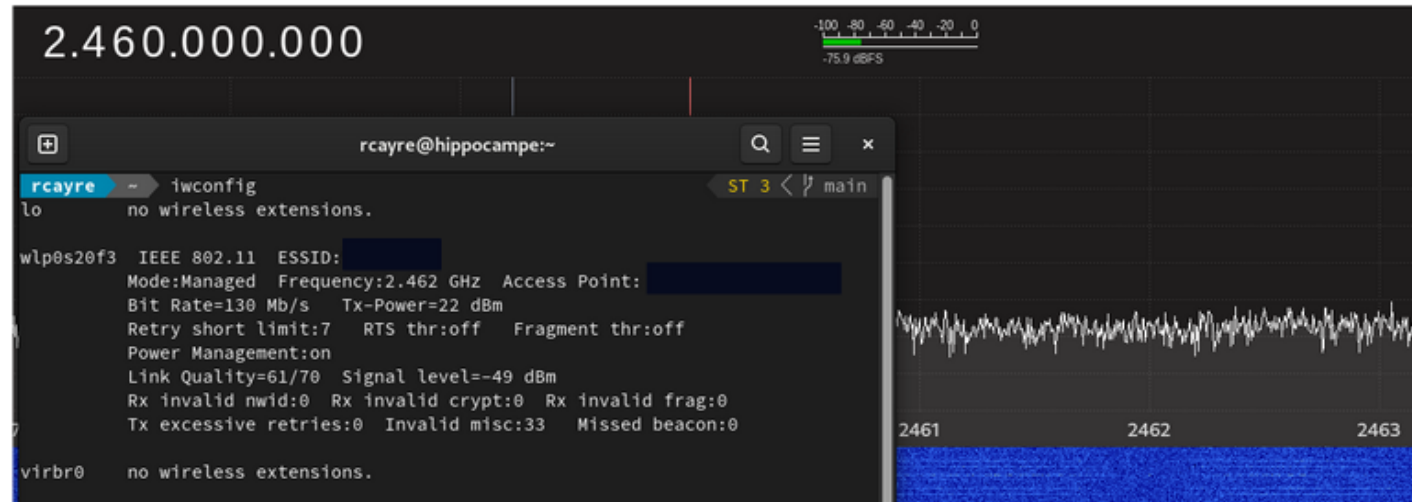 2.460.000.000
-100 -80 -60 -40 -20 0
-75.9 dBFS
rcayre@hippocampe:~
rcayre ~ iwconfig ST 3 main
lo no wireless extensions.
wlp0s20f3 IEEE 802.11 ESSID:
Mode:Managed Frequency:2.462 GHz Access Point:
Bit Rate=130 Mb/s Tx-Power=22 dBm
Retry short limit:7 RTS thr:off Fragment thr:off
Power Management:on
Link Quality=61/70 Signal level=-49 dBm
Rx invalid nwid:0 Rx invalid crypt:0 Rx invalid frag:0
Tx excessive retries:0 Invalid misc:33 Missed beacon:0
2461 2462 2463
virbr0 no wireless extensions.